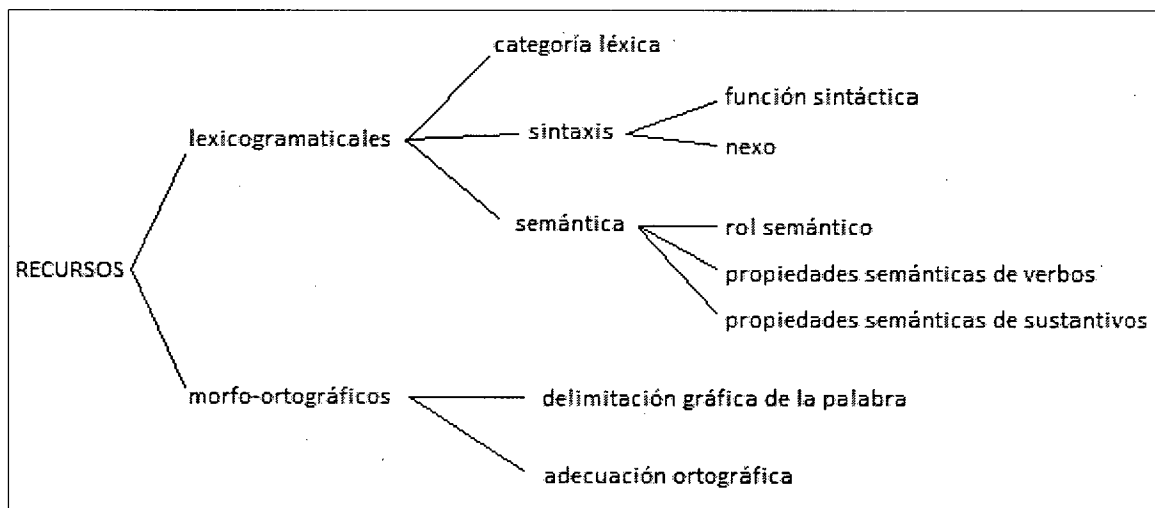 RECURSOS
lexicogramaticales
categoría léxica
sintaxis
función sintáctica
nexo
semántica
rol semántico
propiedades semánticas de verbos
propiedades semánticas de sustantivos
morfo-ortográficos
delimitación gráfica de la palabra
adecuación ortográfica